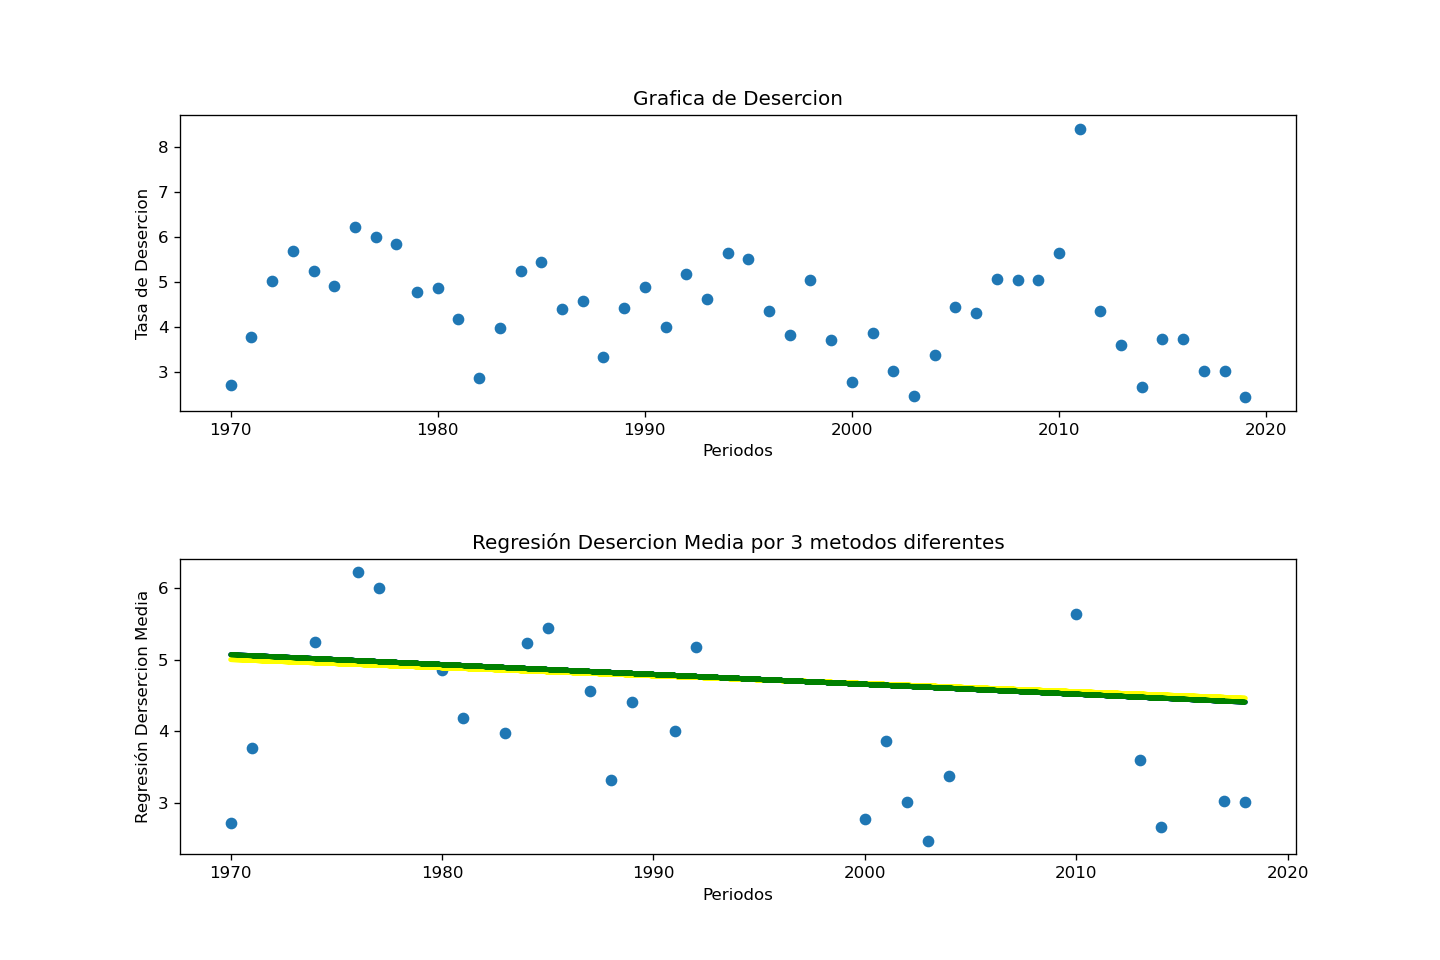 Grafica de Desercion
8
7
6
5
4
3
Tasa de Desercion
1970 1980 1990 2000 2010 2020
Periodos
Regresión Desercion Media por 3 metodos diferentes
6
5
4
3
Regresión Dersercion Media
1970 1980 1990 2000 2010 2020
Periodos